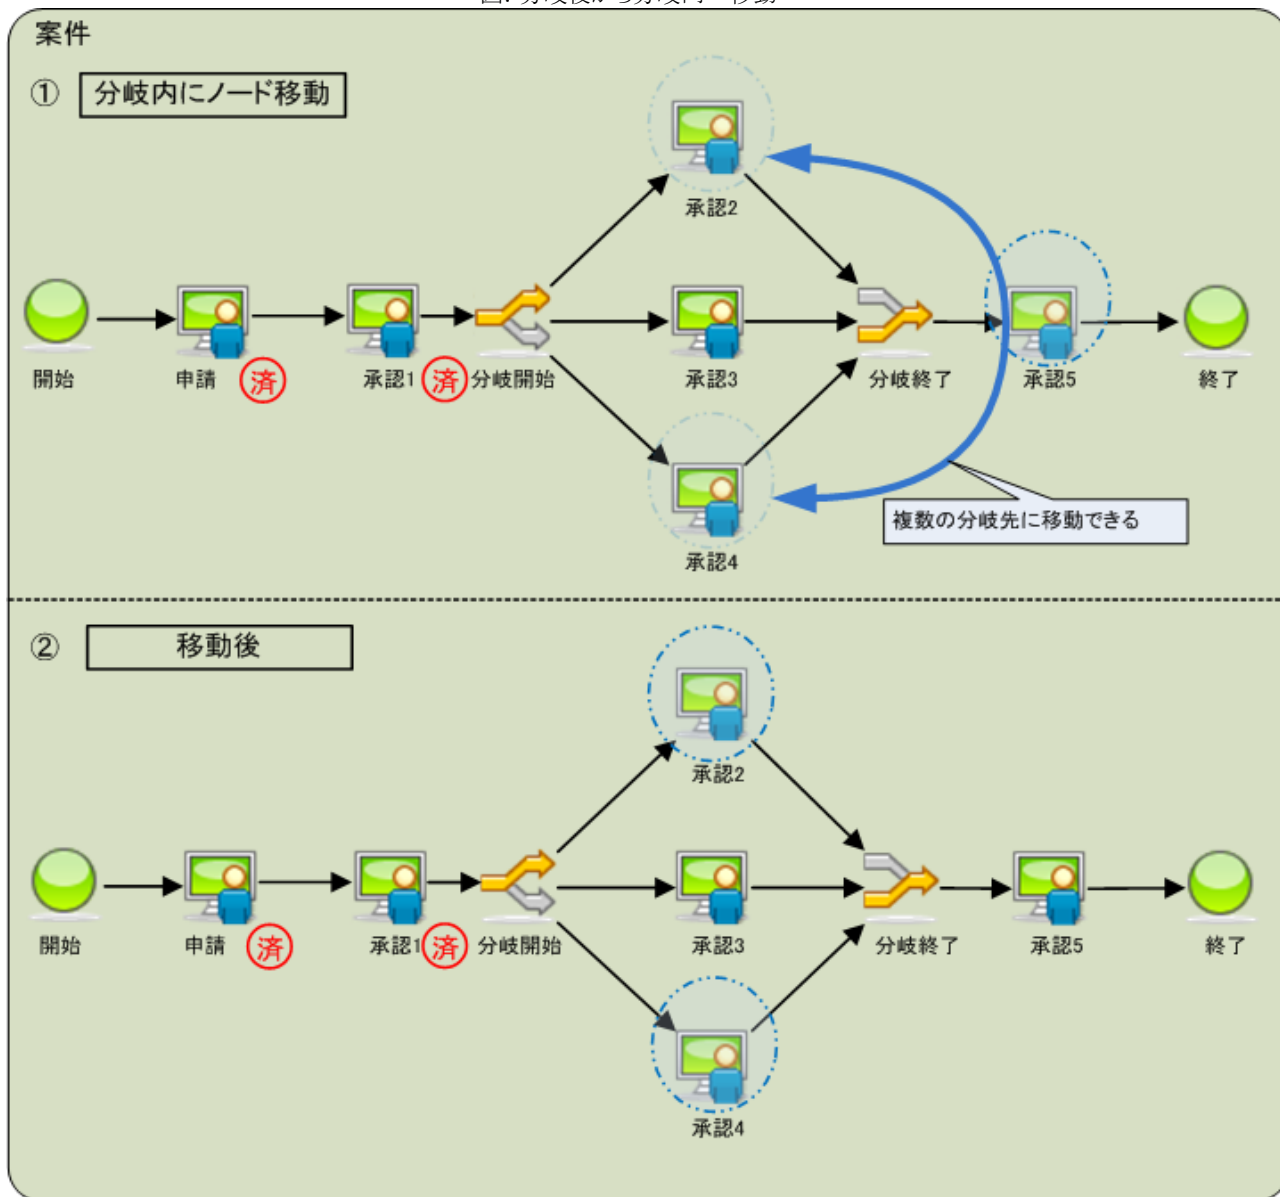 案件
① 分岐内にノード移動
承認2
開始
申請
済
承認1
済
分岐開始
承認3
分岐終了
承認5
終了
複数の分岐先に移動できる
承認4
② 移動後
承認2
開始
申請
済
承認1
済
分岐開始
承認3
分岐終了
承認5
終了
承認4